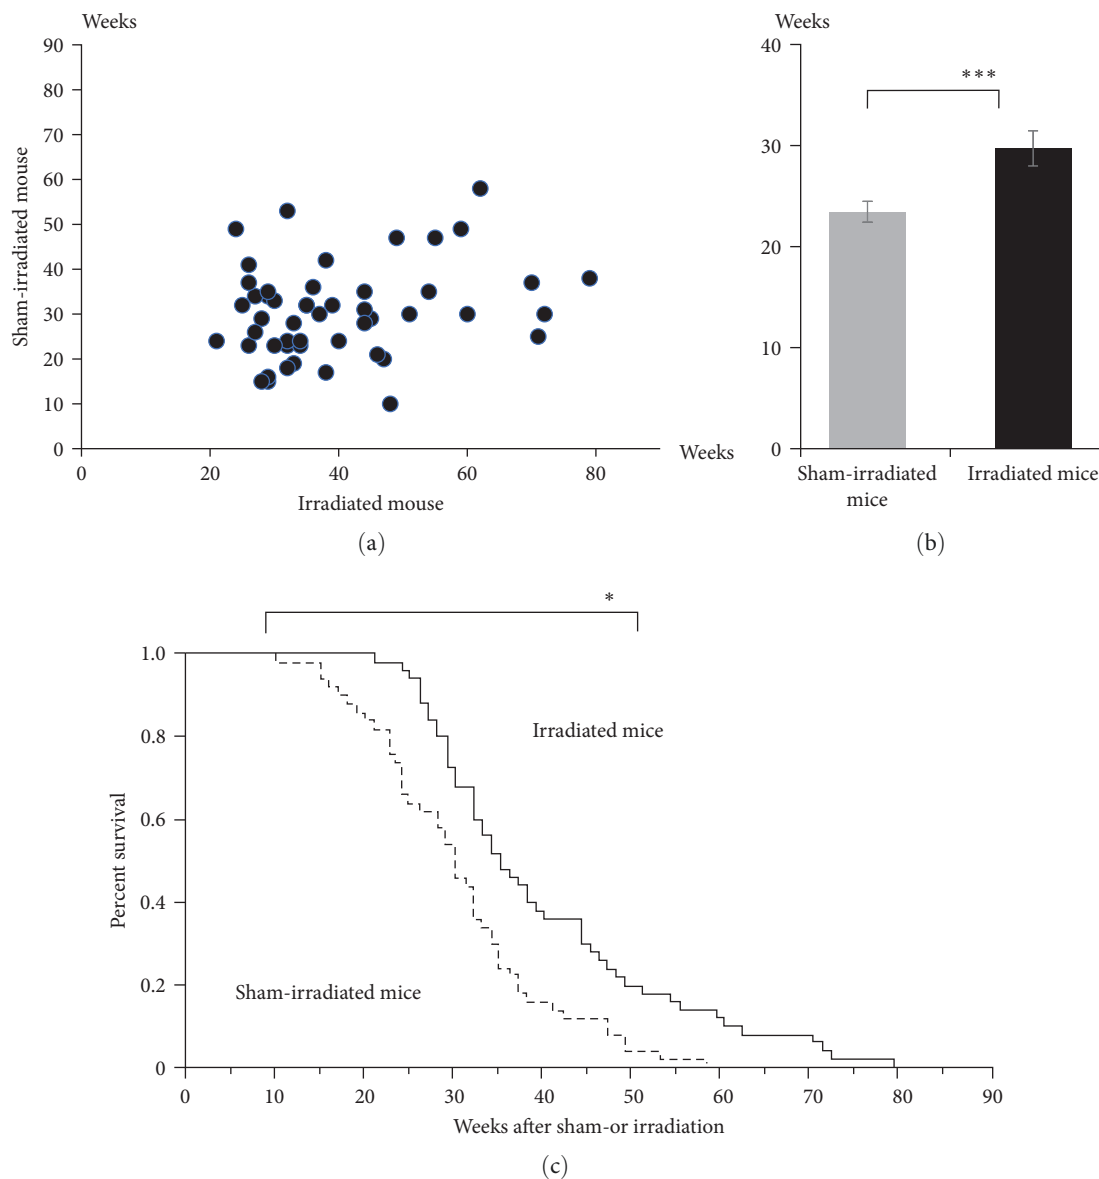 Weeks
90
80
70
60
50
40
30
20
10
0
Sham-irradiated mouse
0
20
40
60
80
Weeks
Irradiated mouse
(a)
Weeks
40
30
20
10
0
***
Sham-irradiated
mice
Irradiated mice
(b)
*
1.0
0.8
0.6
0.4
0.2
0
Percent survival
Irradiated mice
Sham-irradiated mice
0
10
20
30
40
50
60
70
80
90
Weeks after sham-or irradiation
(c)